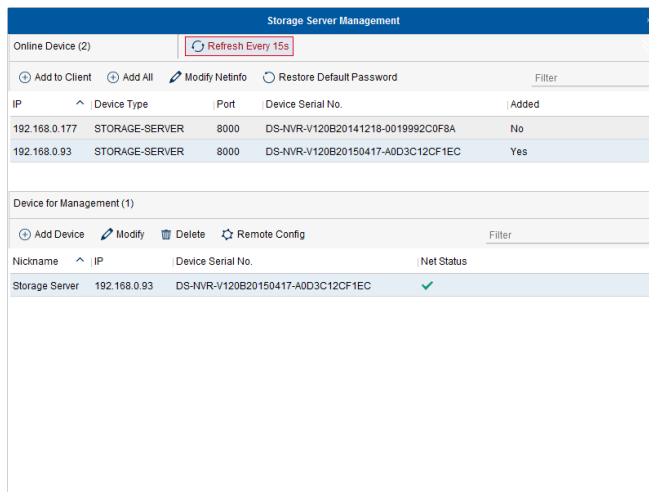 Storage Server Management
Online Device (2) Refresh Every 15s
Add to Client Add All Modify Netinfo Restore Default Password Filter
IP Device Type Port Device Serial No. Added
192.168.0.177 STORAGE-SERVER 8000 DS-NVR-V120B20141218-0019992C0F8A No
192.168.0.93 STORAGE-SERVER 8000 DS-NVR-V120B20150417-A0D3C12CF1EC Yes
Device for Management (1)
Add Device Modify Delete Remote Config Filter
Nickname IP Device Serial No. Net Status
Storage Server 192.168.0.93 DS-NVR-V120B20150417-A0D3C12CF1EC